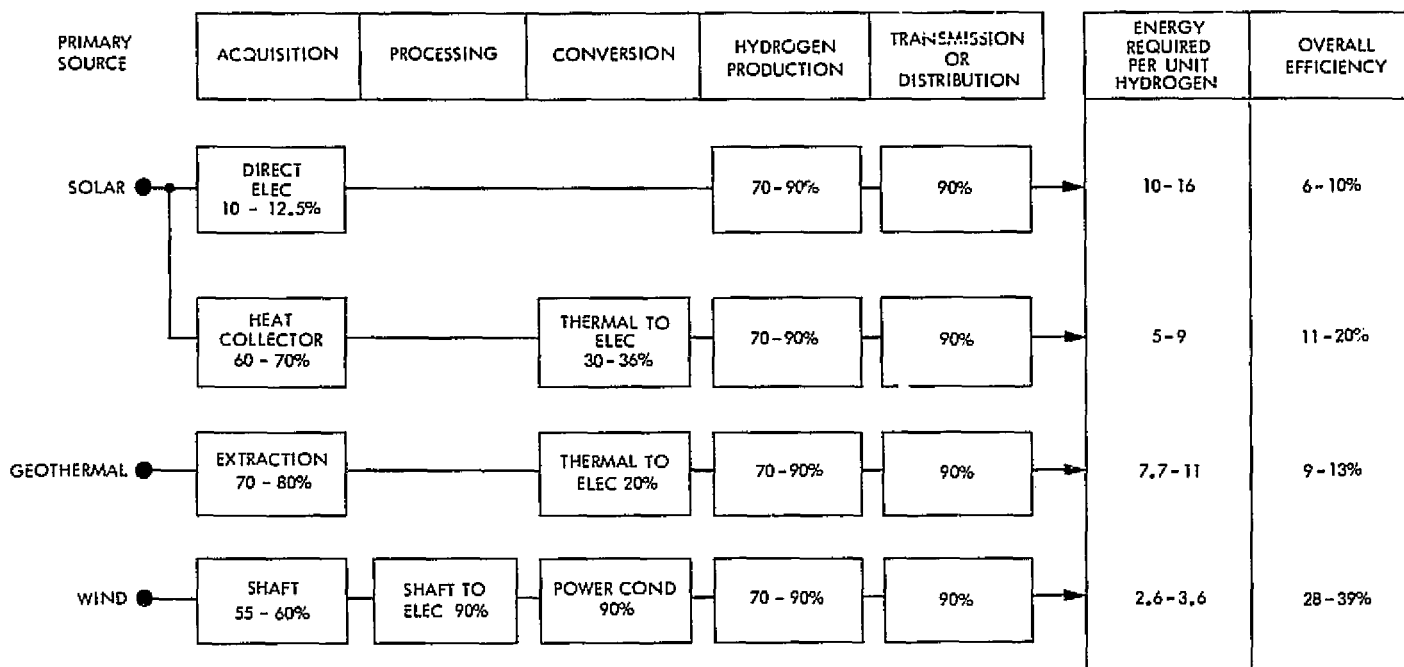 PRIMARY
SOURCE
ACQUISITION
PROCESSING
CONVERSION
HYDROGEN
PRODUCTION
TRANSMISSION
OR
DISTRIBUTION
ENERGY
REQUIRED
PER UNIT
HYDROGEN
OVERALL
EFFICIENCY
SOLAR
DIRECT
ELEC
10 - 12.5%
70-90%
90%
10-16
6-10%
HEAT
COLLECTOR
60-70%
THERMAL TO
ELEC
30-36%
70-90%
90%
5-9
11-20%
GEOTHERMAL
EXTRACTION
70-80%
THERMAL TO
ELEC 20%
70-90%
90%
7.7-11
9-13%
WIND
SHAFT
55-60%
SHAFT TO
ELEC 90%
POWER COND
90%
70-90%
90%
2.6-3.6
28-39%